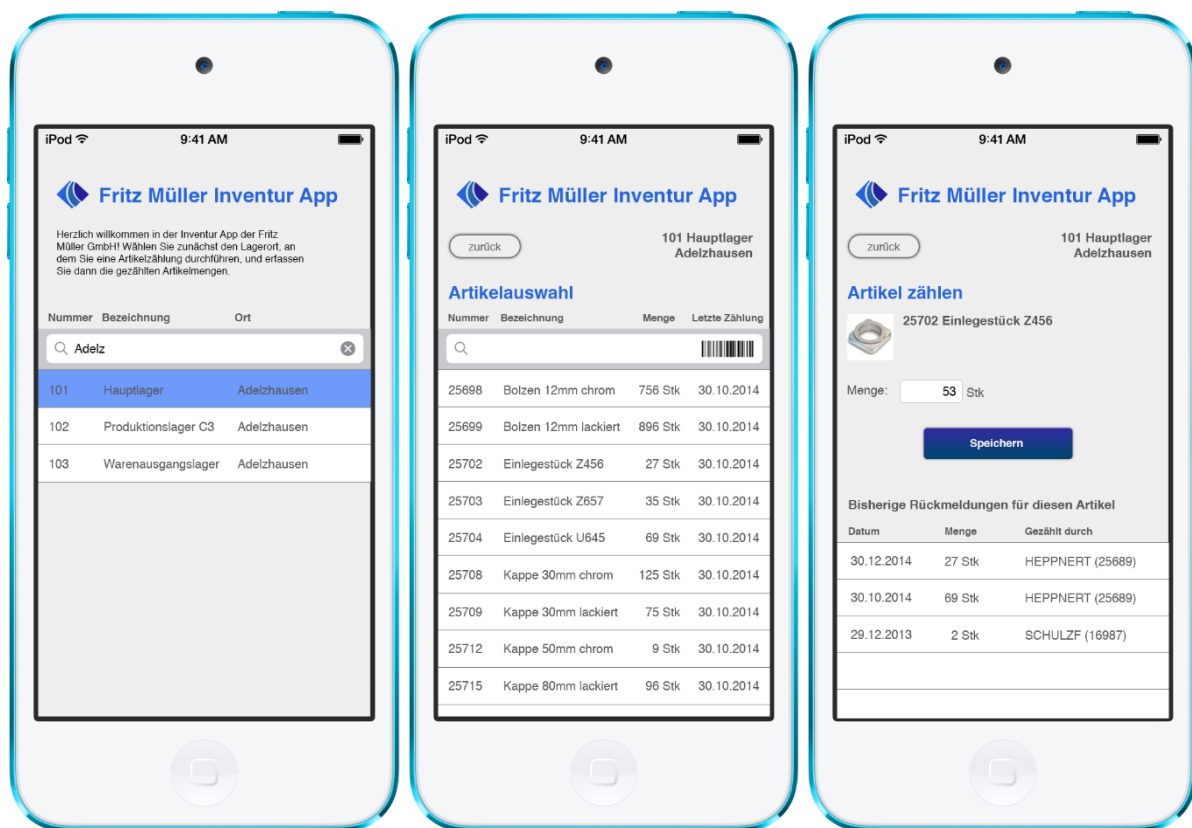 iPod 9:41 AM
Fritz Müller Inventur App
Herzlich willkommen in der Inventur App der Fritz
Müller GmbH! Wählen Sie zunächst den Lagerort, an
dem Sie eine Artikelzählung durchführen, und erfassen
Sie dann die gezählten Artikelmengen.
Nummer Bezeichnung Ort
Adelz
101 Hauptlager Adelzhausen
102 Produktionslager C3 Adelzhausen
103 Warenausgangslager Adelzhausen
iPod 9:41 AM
Fritz Müller Inventur App
zurück
101 Hauptlager
Adelzhausen
Artikelauswahl
Nummer Bezeichnung Menge Letzte Zählung
25698 Bolzen 12mm chrom 756 Stk 30.10.2014
25699 Bolzen 12mm lackiert 896 Stk 30.10.2014
25702 Einlegestück Z456 27 Stk 30.10.2014
25703 Einlegestück Z657 35 Stk 30.10.2014
25704 Einlegestück U645 69 Stk 30.10.2014
25708 Kappe 30mm chrom 125 Stk 30.10.2014
25709 Kappe 30mm lackiert 75 Stk 30.10.2014
25712 Kappe 50mm chrom 9 Stk 30.10.2014
25715 Kappe 80mm lackiert 96 Stk 30.10.2014
iPod 9:41 AM
Fritz Müller Inventur App
zurück
101 Hauptlager
Adelzhausen
Artikel zählen
25702 Einlegestück Z456
Menge: 53 Stk
Speichern
Bisherige Rückmeldungen für diesen Artikel
Datum Menge Gezählt durch
30.12.2014 27 Stk HEPPNERT (25689)
30.10.2014 69 Stk HEPPNERT (25689)
29.12.2013 2 Stk SCHULZF (16987)